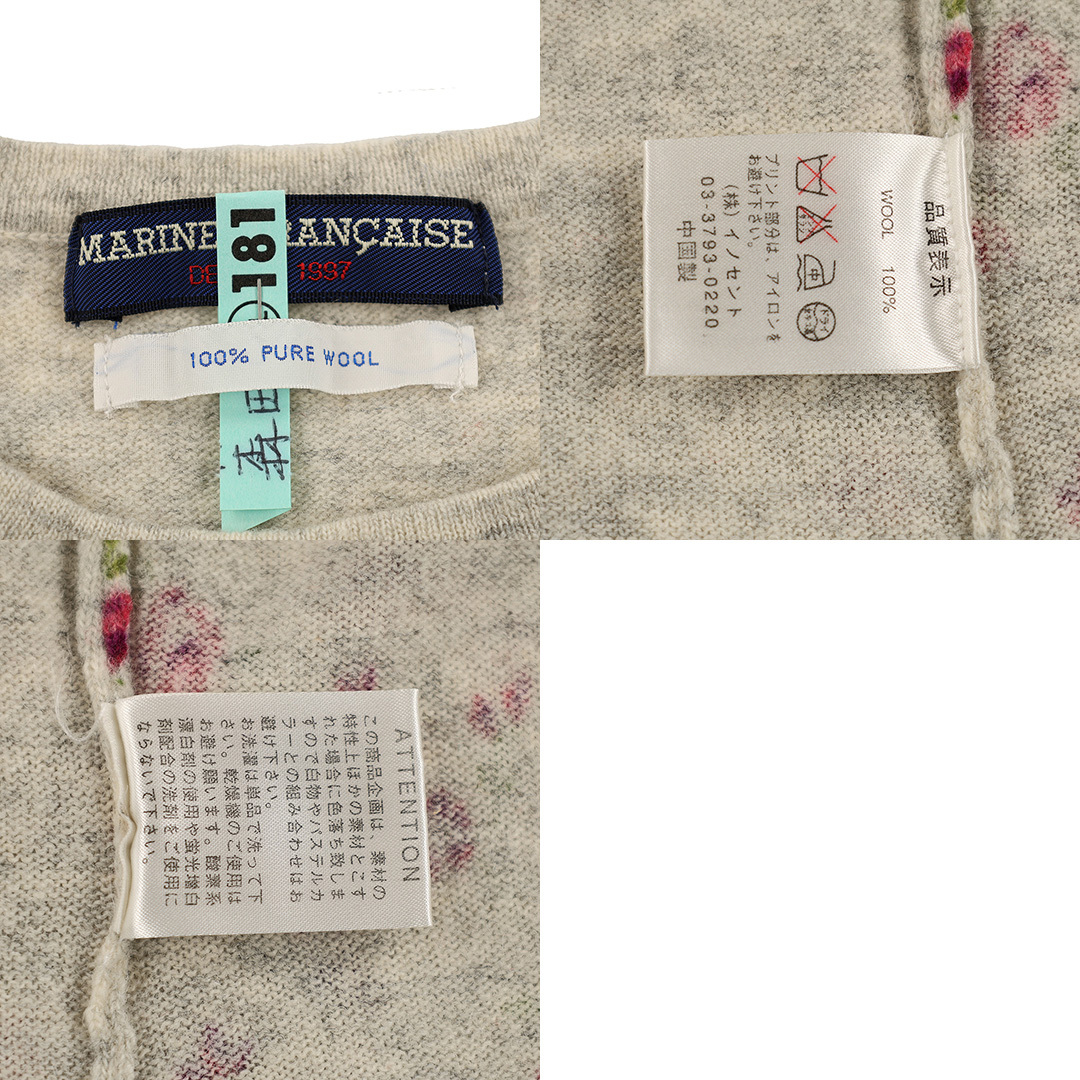 MARINE RANÇAISE
DE 1997
181
100% PURE WOOL
森田
品質表示
WOOL 100%
中
ドライ
プリント部分は、アイロンを
お避け下さい。
(株)イノセント
03-3793-0220
中国製
ATTENTION
この商品企画は、素材の
特性上ほかの素材とこす
れた場合に色落ち致しま
すので白物やパステルカ
ラーとの組み合わせはお
避け下さい。
お洗濯は単品で洗って下
さい。乾燥機のご使用は
お避け願います。酸素系
漂白剤の使用や蛍光増白
剤配合の洗剤をご使用に
ならないで下さい。